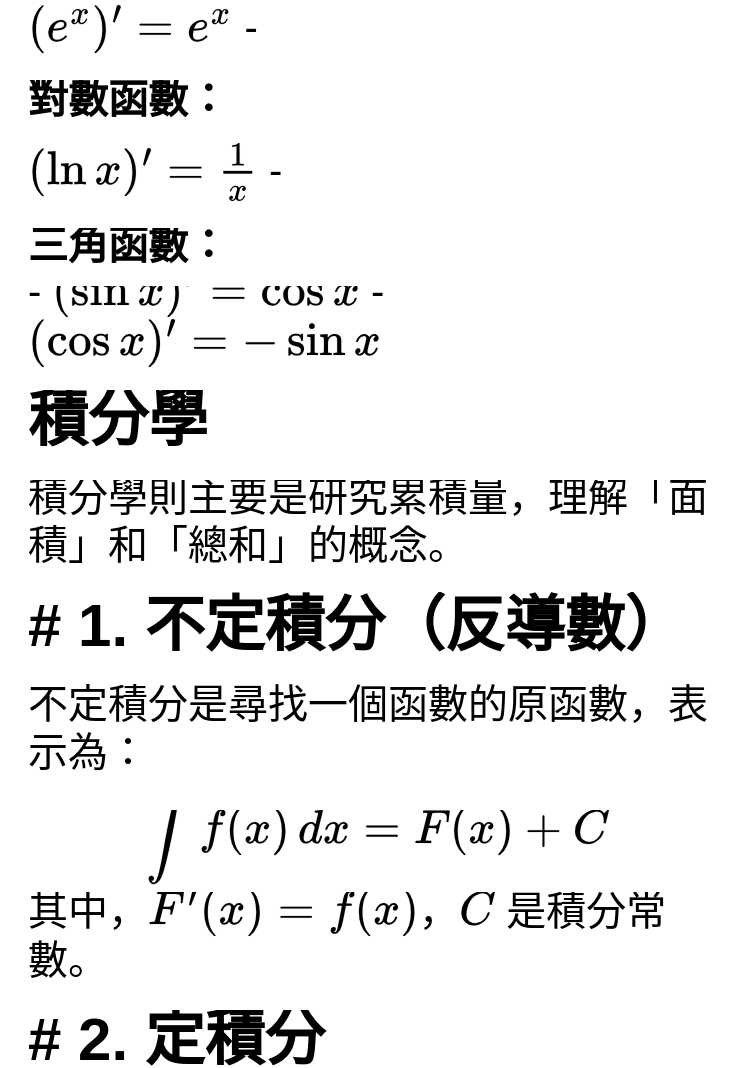 (eˣ)′ = eˣ -
對數函數：
(ln x)′ = 1/x -
三角函數：
- (sin x)′ = cos x -
(cos x)′ = − sin x
積分學
積分學則主要是研究累積量，理解「面
積」和「總和」的概念。
# 1. 不定積分（反導數）
不定積分是尋找一個函數的原函數，表
示為：
∫ f(x) dx = F(x) + C
其中，F′(x) = f(x)，C 是積分常
數。
# 2. 定積分